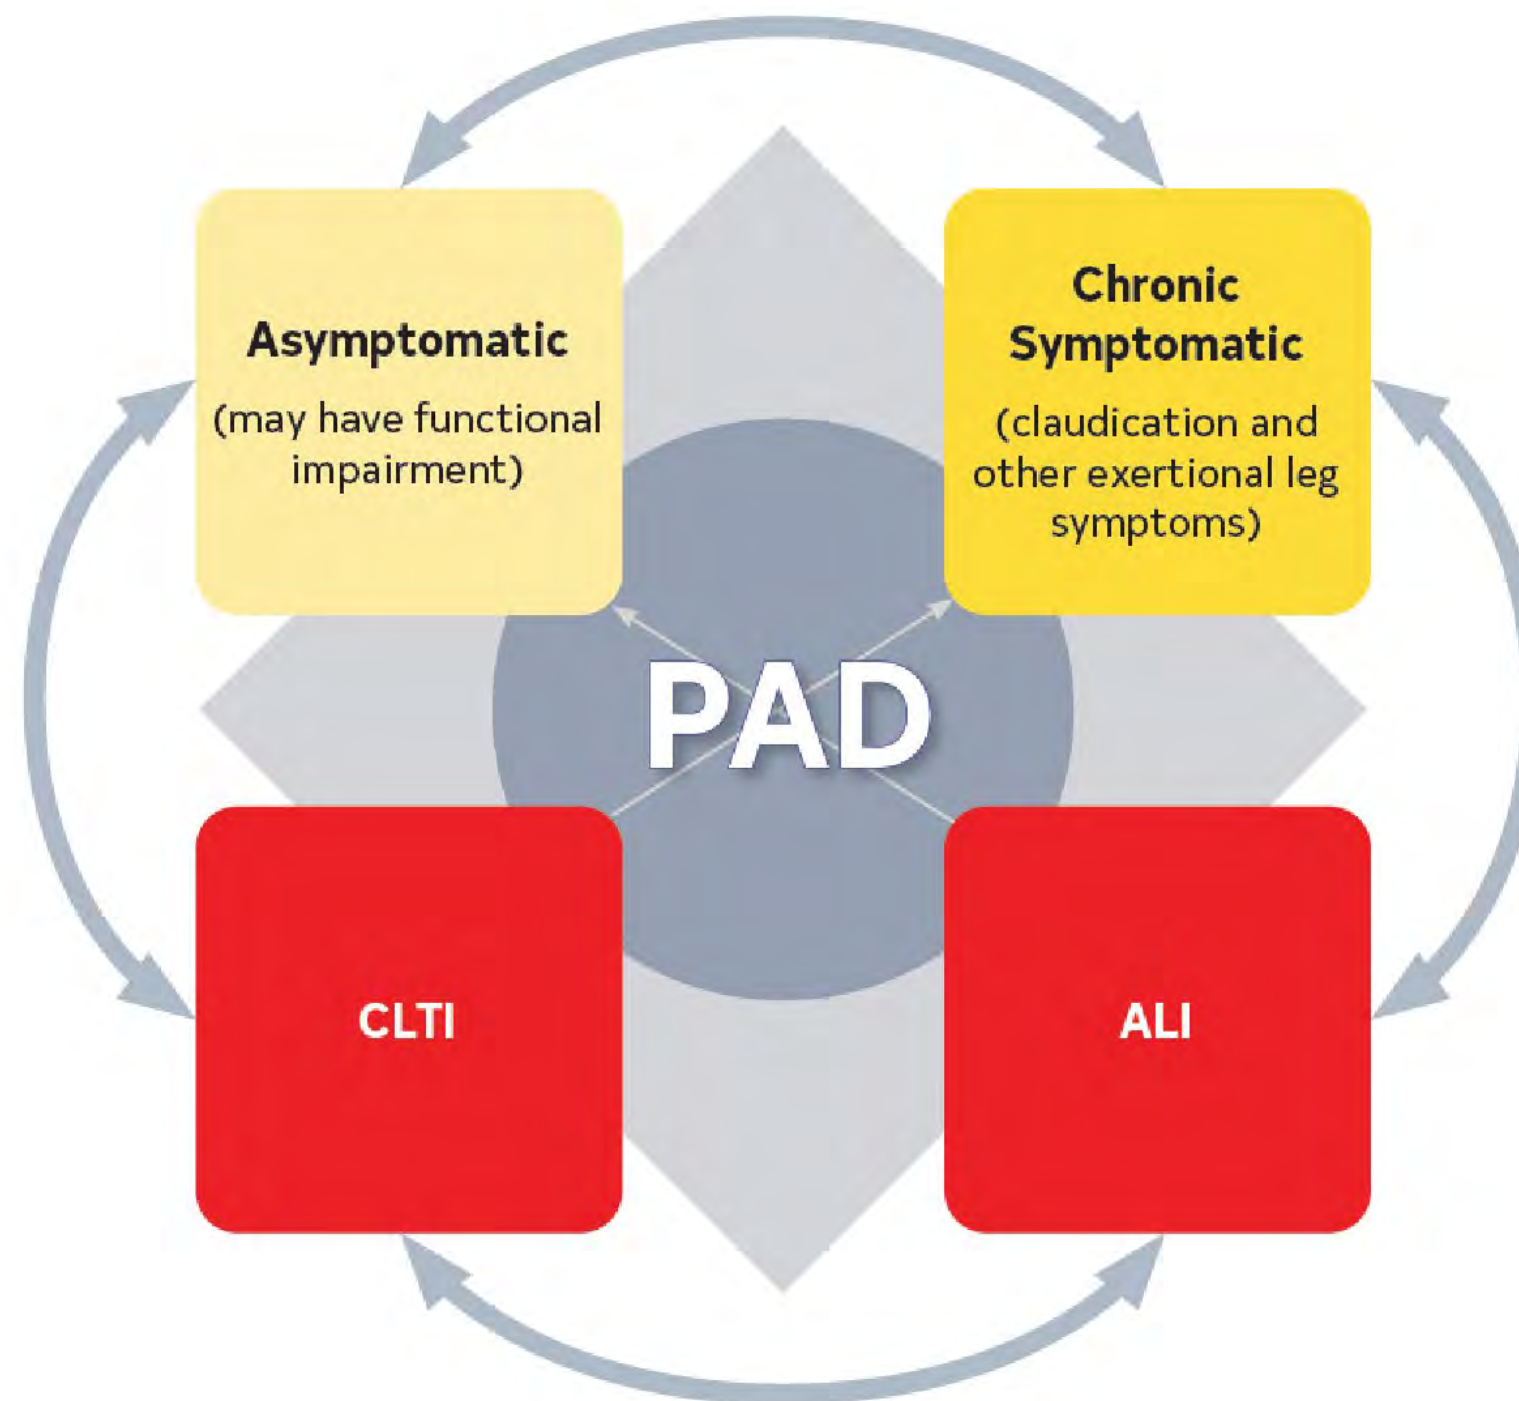 Asymptomatic
(may have functional
impairment)
Chronic
Symptomatic
(claudication and
other exertional leg
symptoms)
PAD
CLTI
ALI